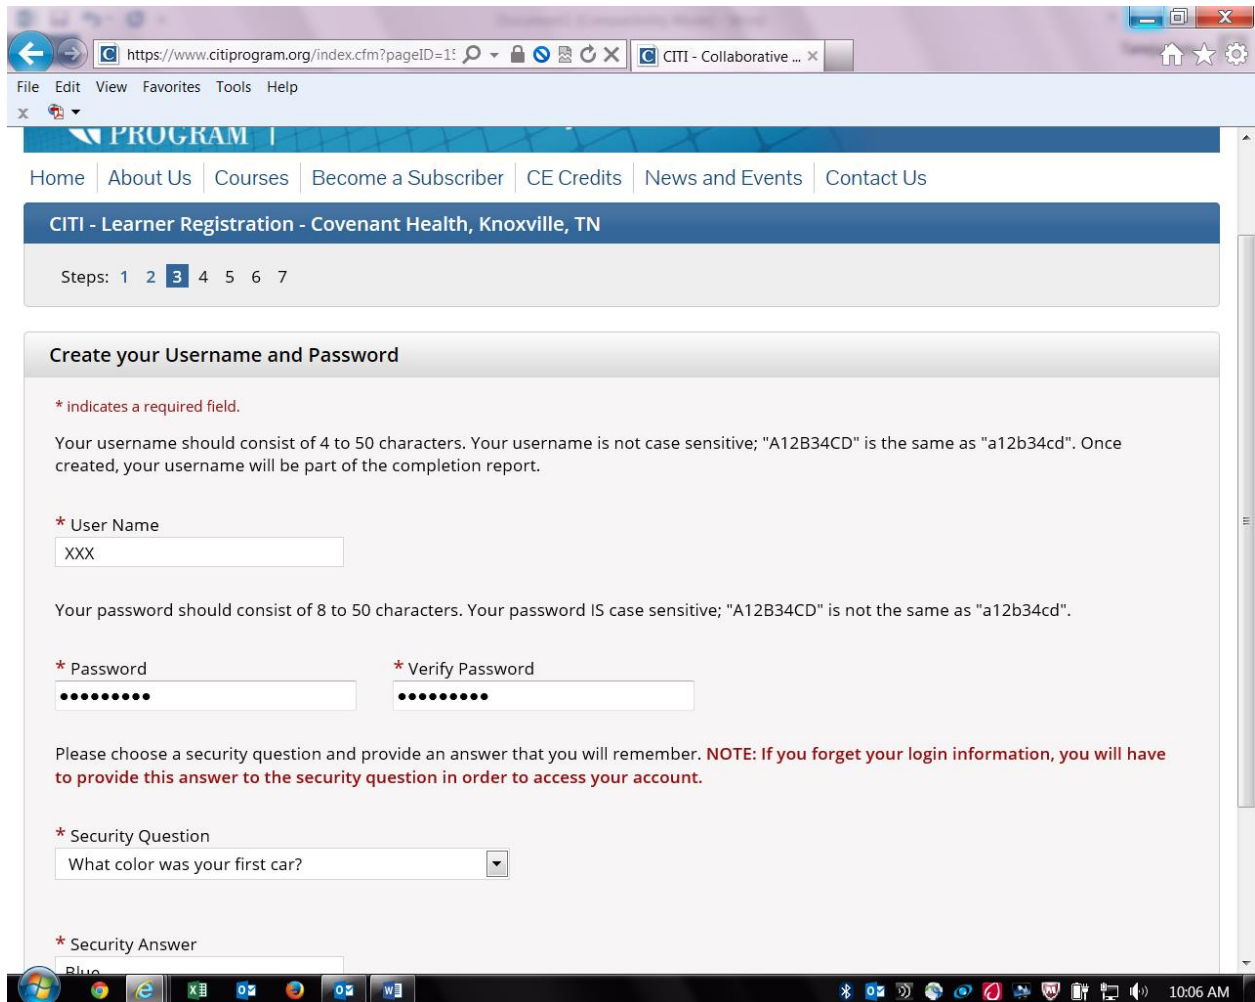 https://www.citiprogram.org/index.cfm?pageID=15
CITI - Collaborative ...
File Edit View Favorites Tools Help
PROGRAM
Home About Us Courses Become a Subscriber CE Credits News and Events Contact Us
CITI - Learner Registration - Covenant Health, Knoxville, TN
Steps: 1 2 3 4 5 6 7
Create your Username and Password
* indicates a required field.
Your username should consist of 4 to 50 characters. Your username is not case sensitive; "A12B34CD" is the same as "a12b34cd". Once
created, your username will be part of the completion report.
* User Name
XXX
Your password should consist of 8 to 50 characters. Your password IS case sensitive; "A12B34CD" is not the same as "a12b34cd".
* Password * Verify Password
••••••••• •••••••••
Please choose a security question and provide an answer that you will remember. NOTE: If you forget your login information, you will have
to provide this answer to the security question in order to access your account.
* Security Question
What color was your first car?
* Security Answer
Blue
10:06 AM